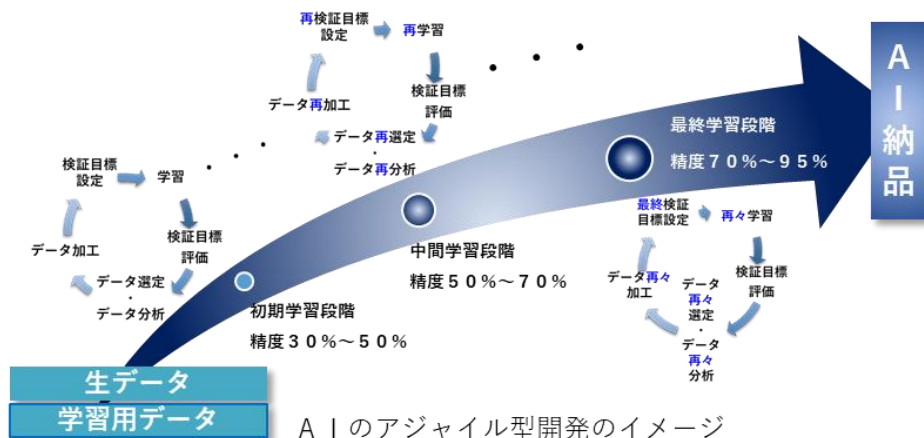 再検証目標
設定
再学習
検証目標
評価
データ再選定
・
データ再分析
データ再加工
検証目標
設定
学習
検証目標
評価
データ選定
・
データ分析
データ加工
初期学習段階
精度30%～50%
中間学習段階
精度50%～70%
最終学習段階
精度70%～95%
最終検証
目標設定
再々学習
検証目標
評価
データ
再々
選定
・
データ
再々
分析
データ再々
加工
AI納品
生データ
学習用データ
AIのアジャイル型開発のイメージ